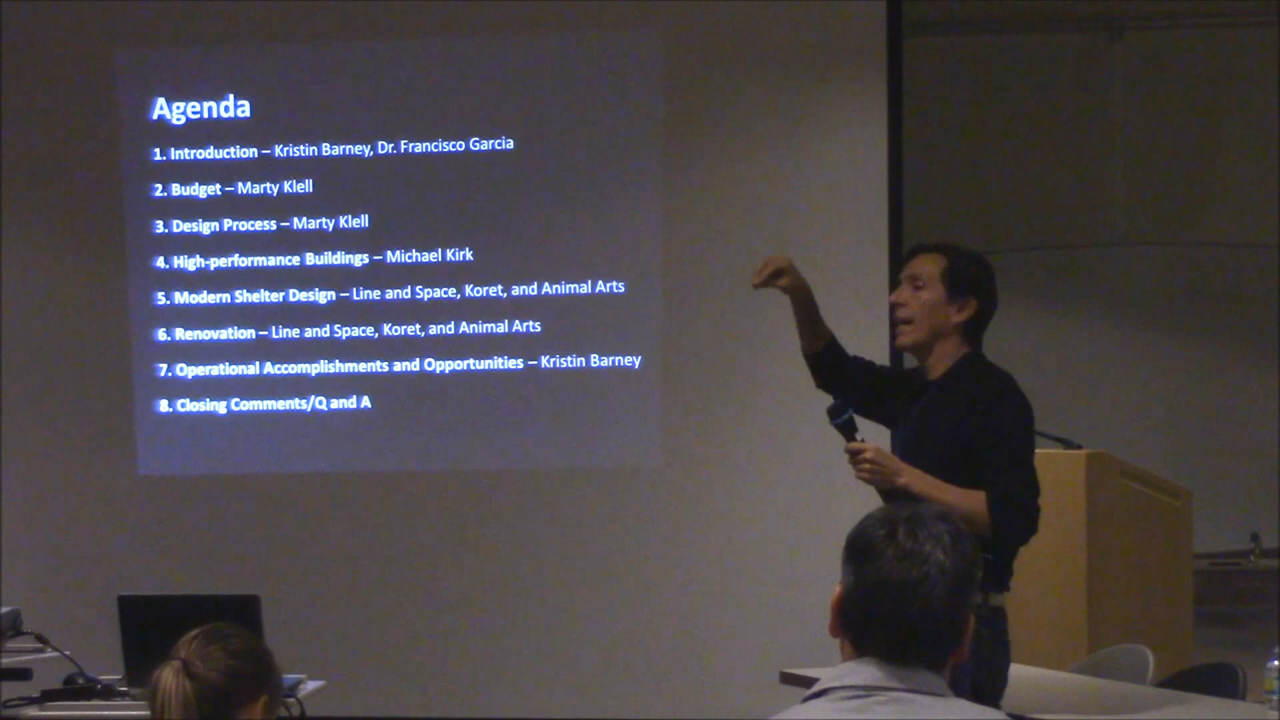 Agenda
1. Introduction – Kristin Barney, Dr. Francisco Garcia
2. Budget – Marty Klell
3. Design Process – Marty Klell
4. High-performance Buildings – Michael Kirk
5. Modern Shelter Design – Line and Space, Koret, and Animal Arts
6. Renovation – Line and Space, Koret, and Animal Arts
7. Operational Accomplishments and Opportunities – Kristin Barney
8. Closing Comments/Q and A